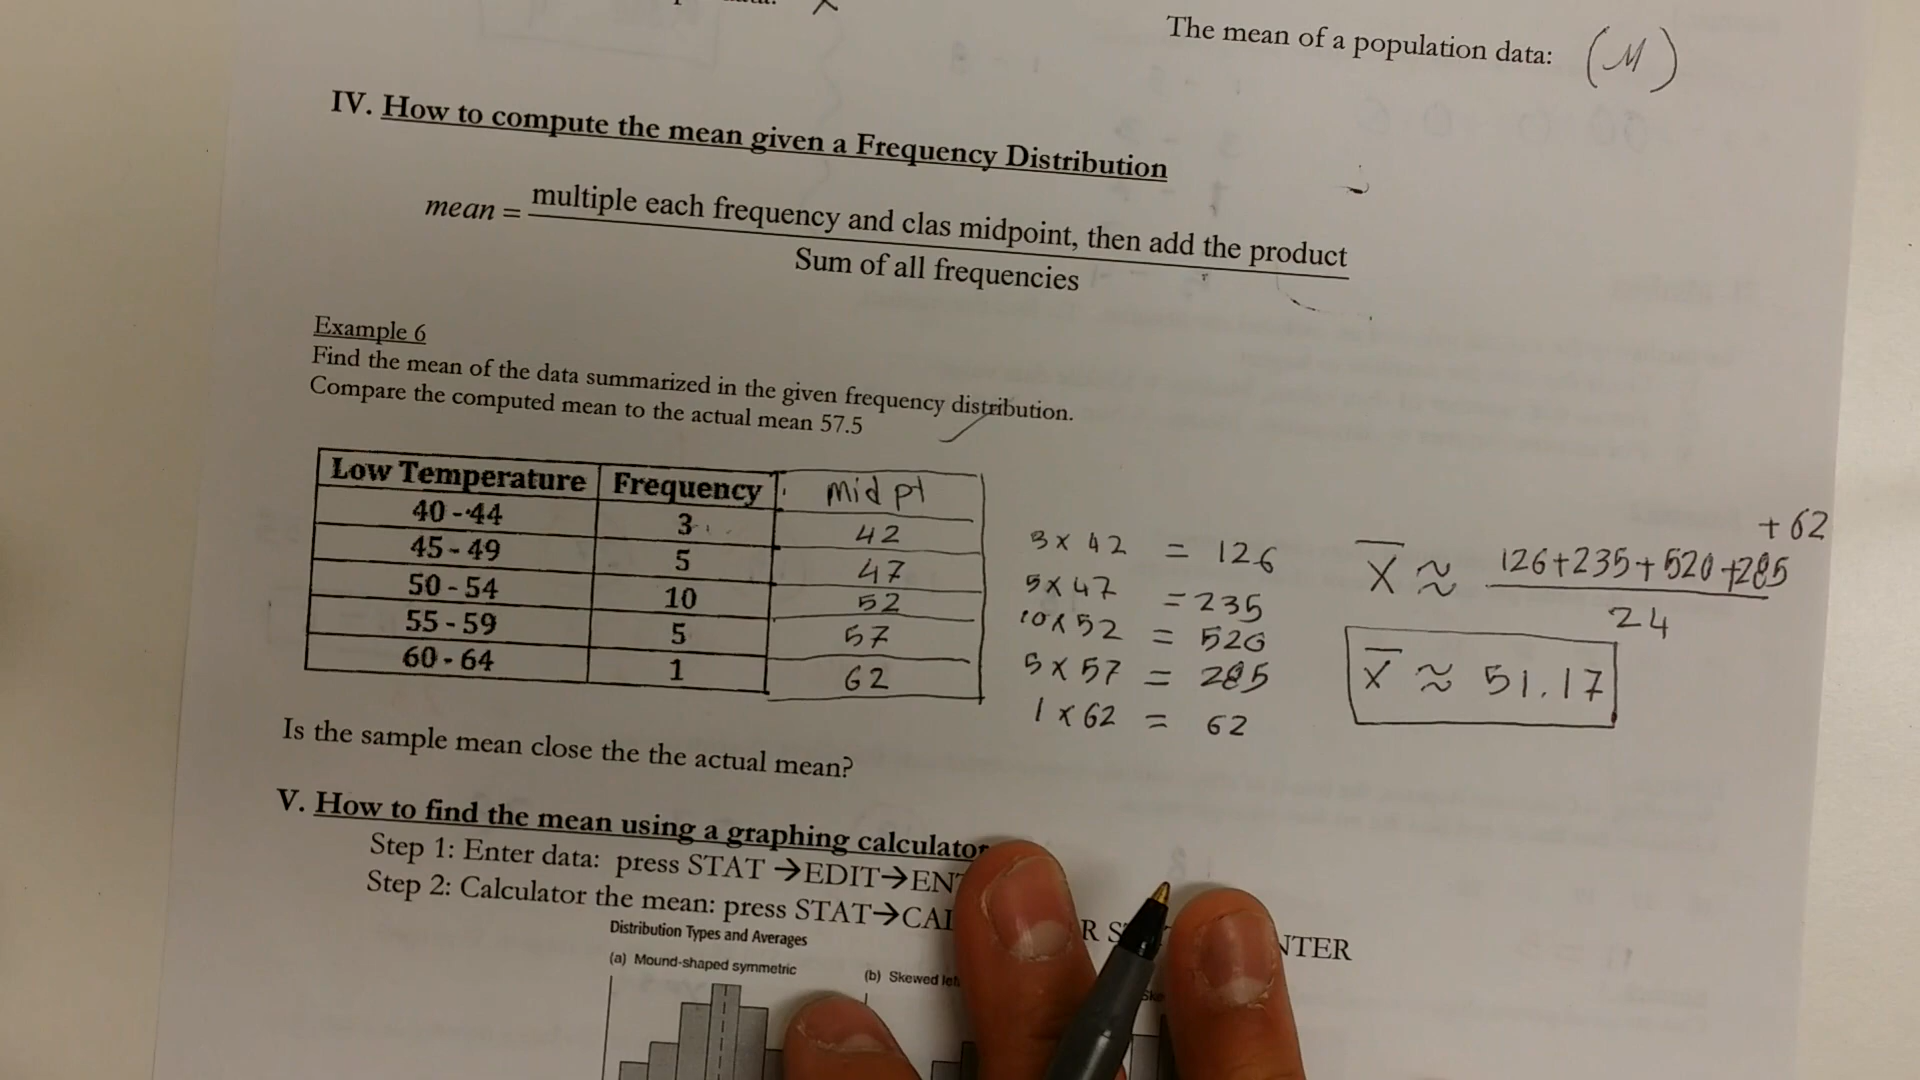 The mean of a population data: (M)
IV. How to compute the mean given a Frequency Distribution
mean = multiple each frequency and clas midpoint, then add the product
Sum of all frequencies
Example 6
Find the mean of the data summarized in the given frequency distribution.
Compare the computed mean to the actual mean 57.5
Low Temperature Frequency mid pt
40 - 44 3 42
45 - 49 5 47
50 - 54 10 52
55 - 59 5 57
60 - 64 1 62
3 x 42 = 126
5 x 47 = 235
10 x 52 = 520
5 x 57 = 285
1 x 62 = 62
+ 62
x̅ ≈ 126+235+520+285
24
x̅ ≈ 51.17
Is the sample mean close the the actual mean?
V. How to find the mean using a graphing calculator
Step 1: Enter data: press STAT →EDIT→
Step 2: Calculator the mean: press STAT→
Distribution Types and Averages
(a) Mound-shaped symmetric
(b) Skewed